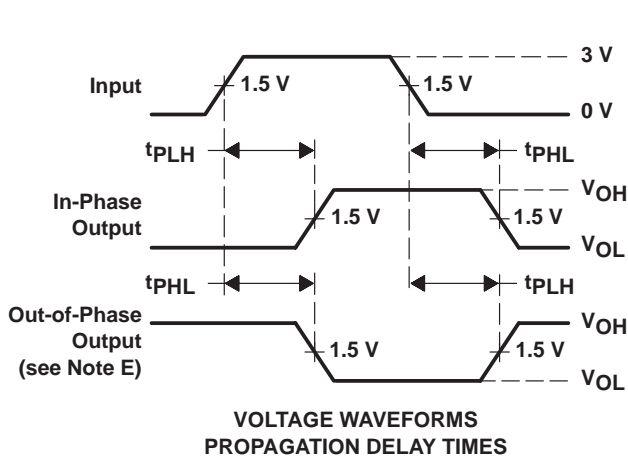 3 V
Input
1.5 V
1.5 V
0 V
tPLH
tPHL
In-Phase
Output
VOH
1.5 V
1.5 V
VOL
tPHL
tPLH
Out-of-Phase
Output
(see Note E)
VOH
1.5 V
1.5 V
VOL
VOLTAGE WAVEFORMS
PROPAGATION DELAY TIMES